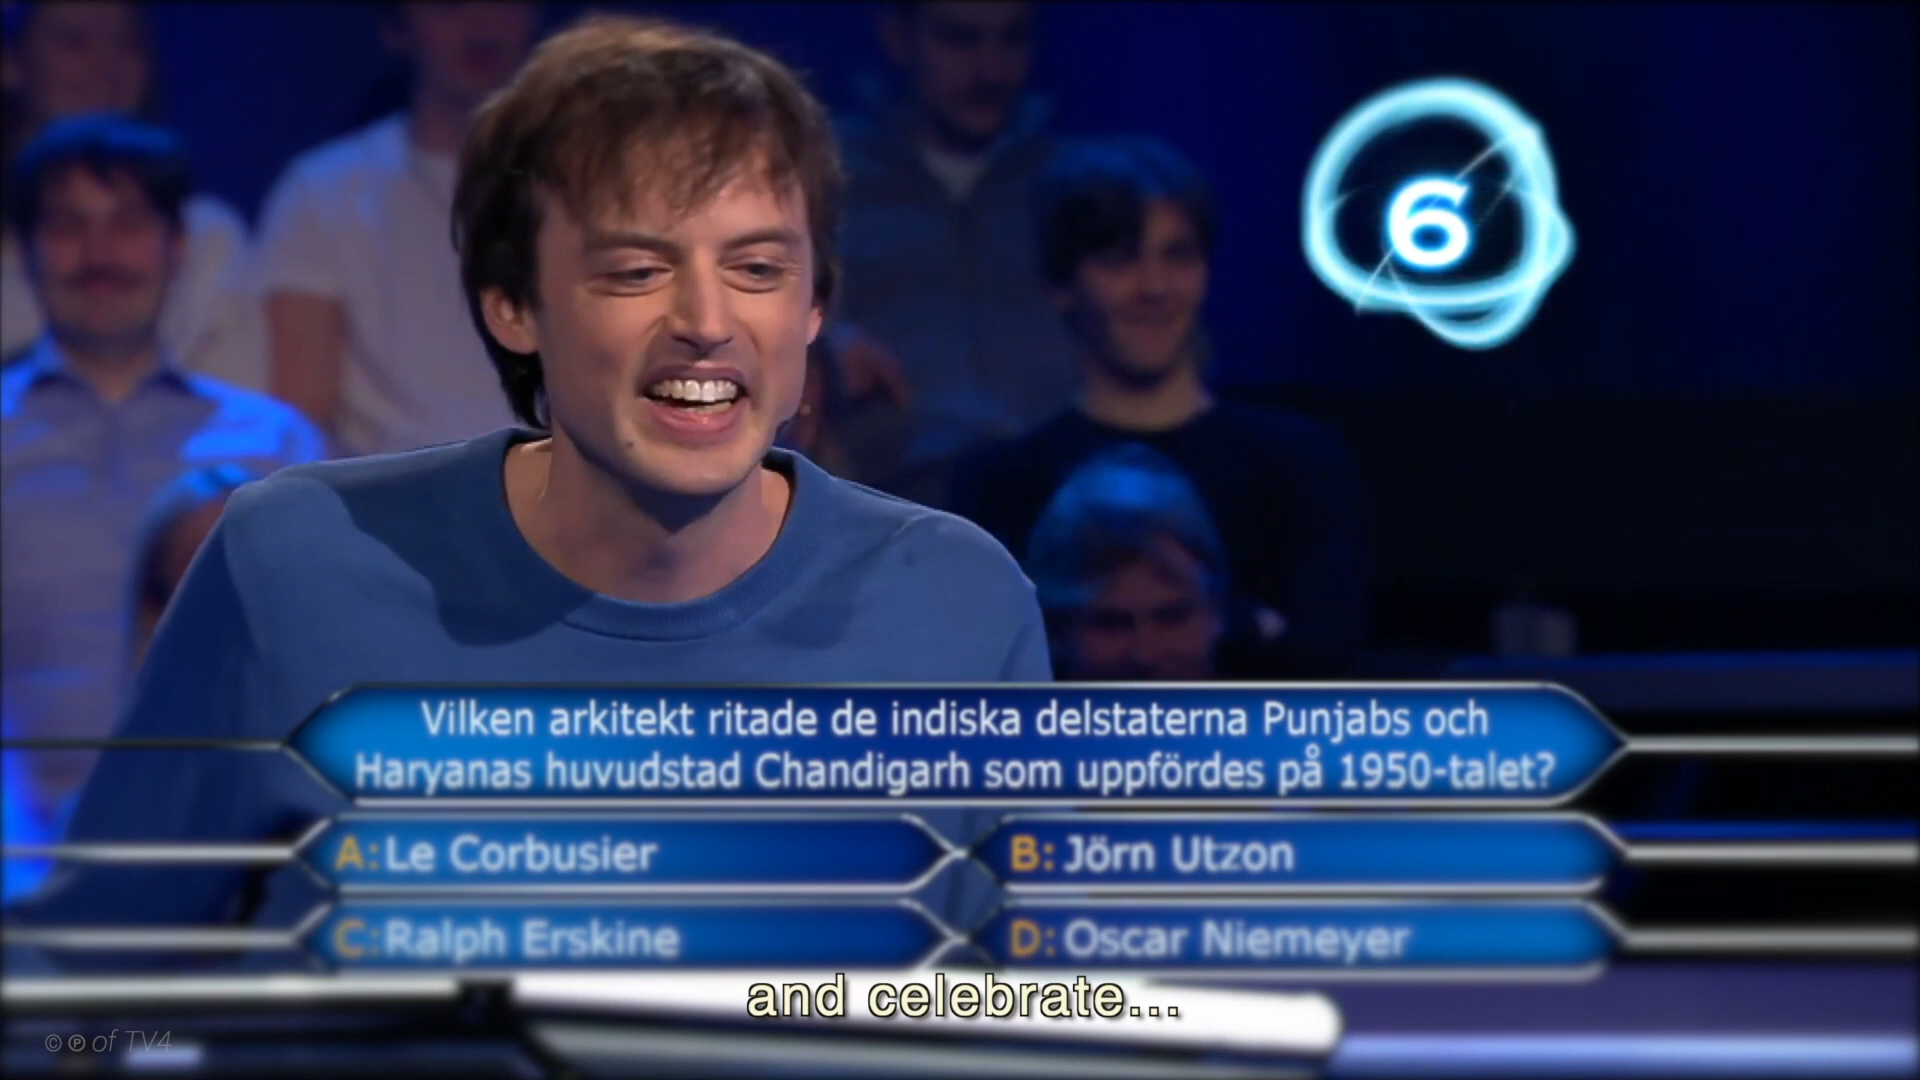 6
Vilken arkitekt ritade de indiska delstaterna Punjabs och
Haryanas huvudstad Chandigarh som uppfördes på 1950-talet?
A: Le Corbusier
B: Jörn Utzon
C: Ralph Erskine
D: Oscar Niemeyer
and celebrate...
©℗ of TV4